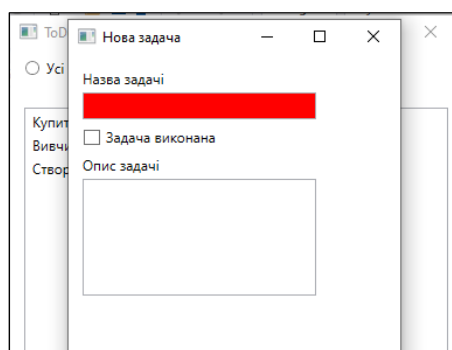 ToD
Нова задача
Усі
Назва задачі
Задача виконана
Опис задачі
Купит
Вивчи
Створ